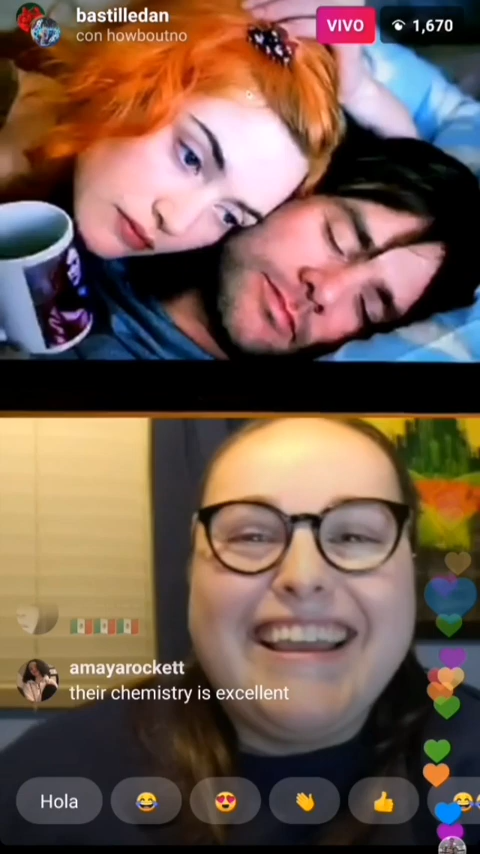 bastilledan
con howboutno
VIVO
1,670
amayarockett
their chemistry is excellent
Hola